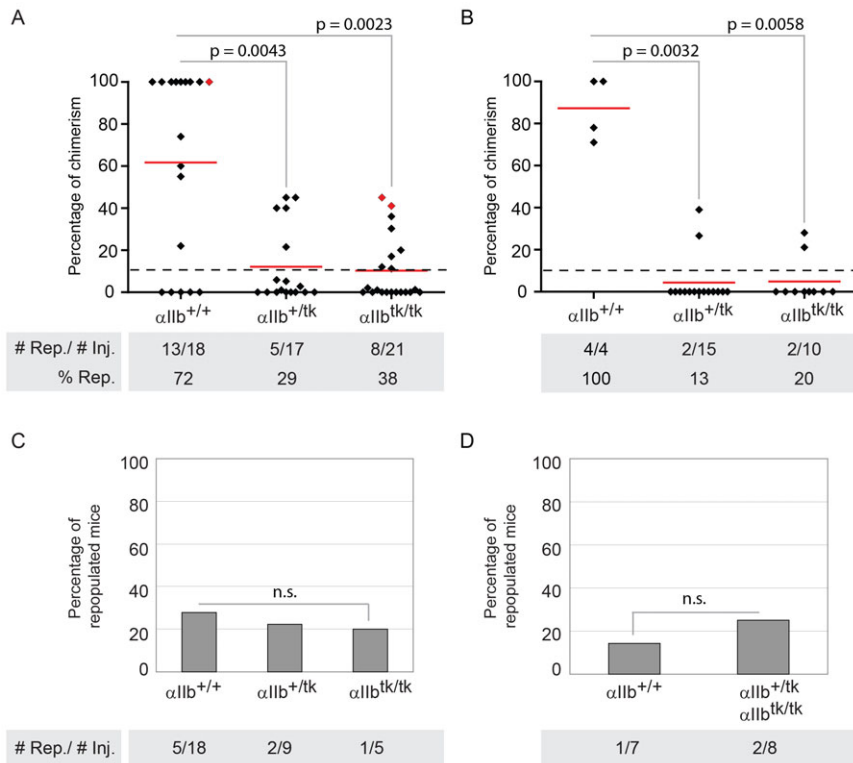 A
p = 0.0023
p = 0.0043
Percentage of chimerism
100
80
60
40
20
0
αIIb+/+ αIIb+/tk αIIbtk/tk
# Rep./ # Inj. 13/18 5/17 8/21
% Rep. 72 29 38
B
p = 0.0058
p = 0.0032
Percentage of chimerism
100
80
60
40
20
0
αIIb+/+ αIIb+/tk αIIbtk/tk
4/4 2/15 2/10
100 13 20
C
Percentage of
repopulated mice
100
80
60
40
20
0
n.s.
αIIb+/+ αIIb+/tk αIIbtk/tk
# Rep./ # Inj. 5/18 2/9 1/5
D
Percentage of
repopulated mice
100
80
60
40
20
0
n.s.
αIIb+/+ αIIb+/tk
αIIbtk/tk
1/7 2/8